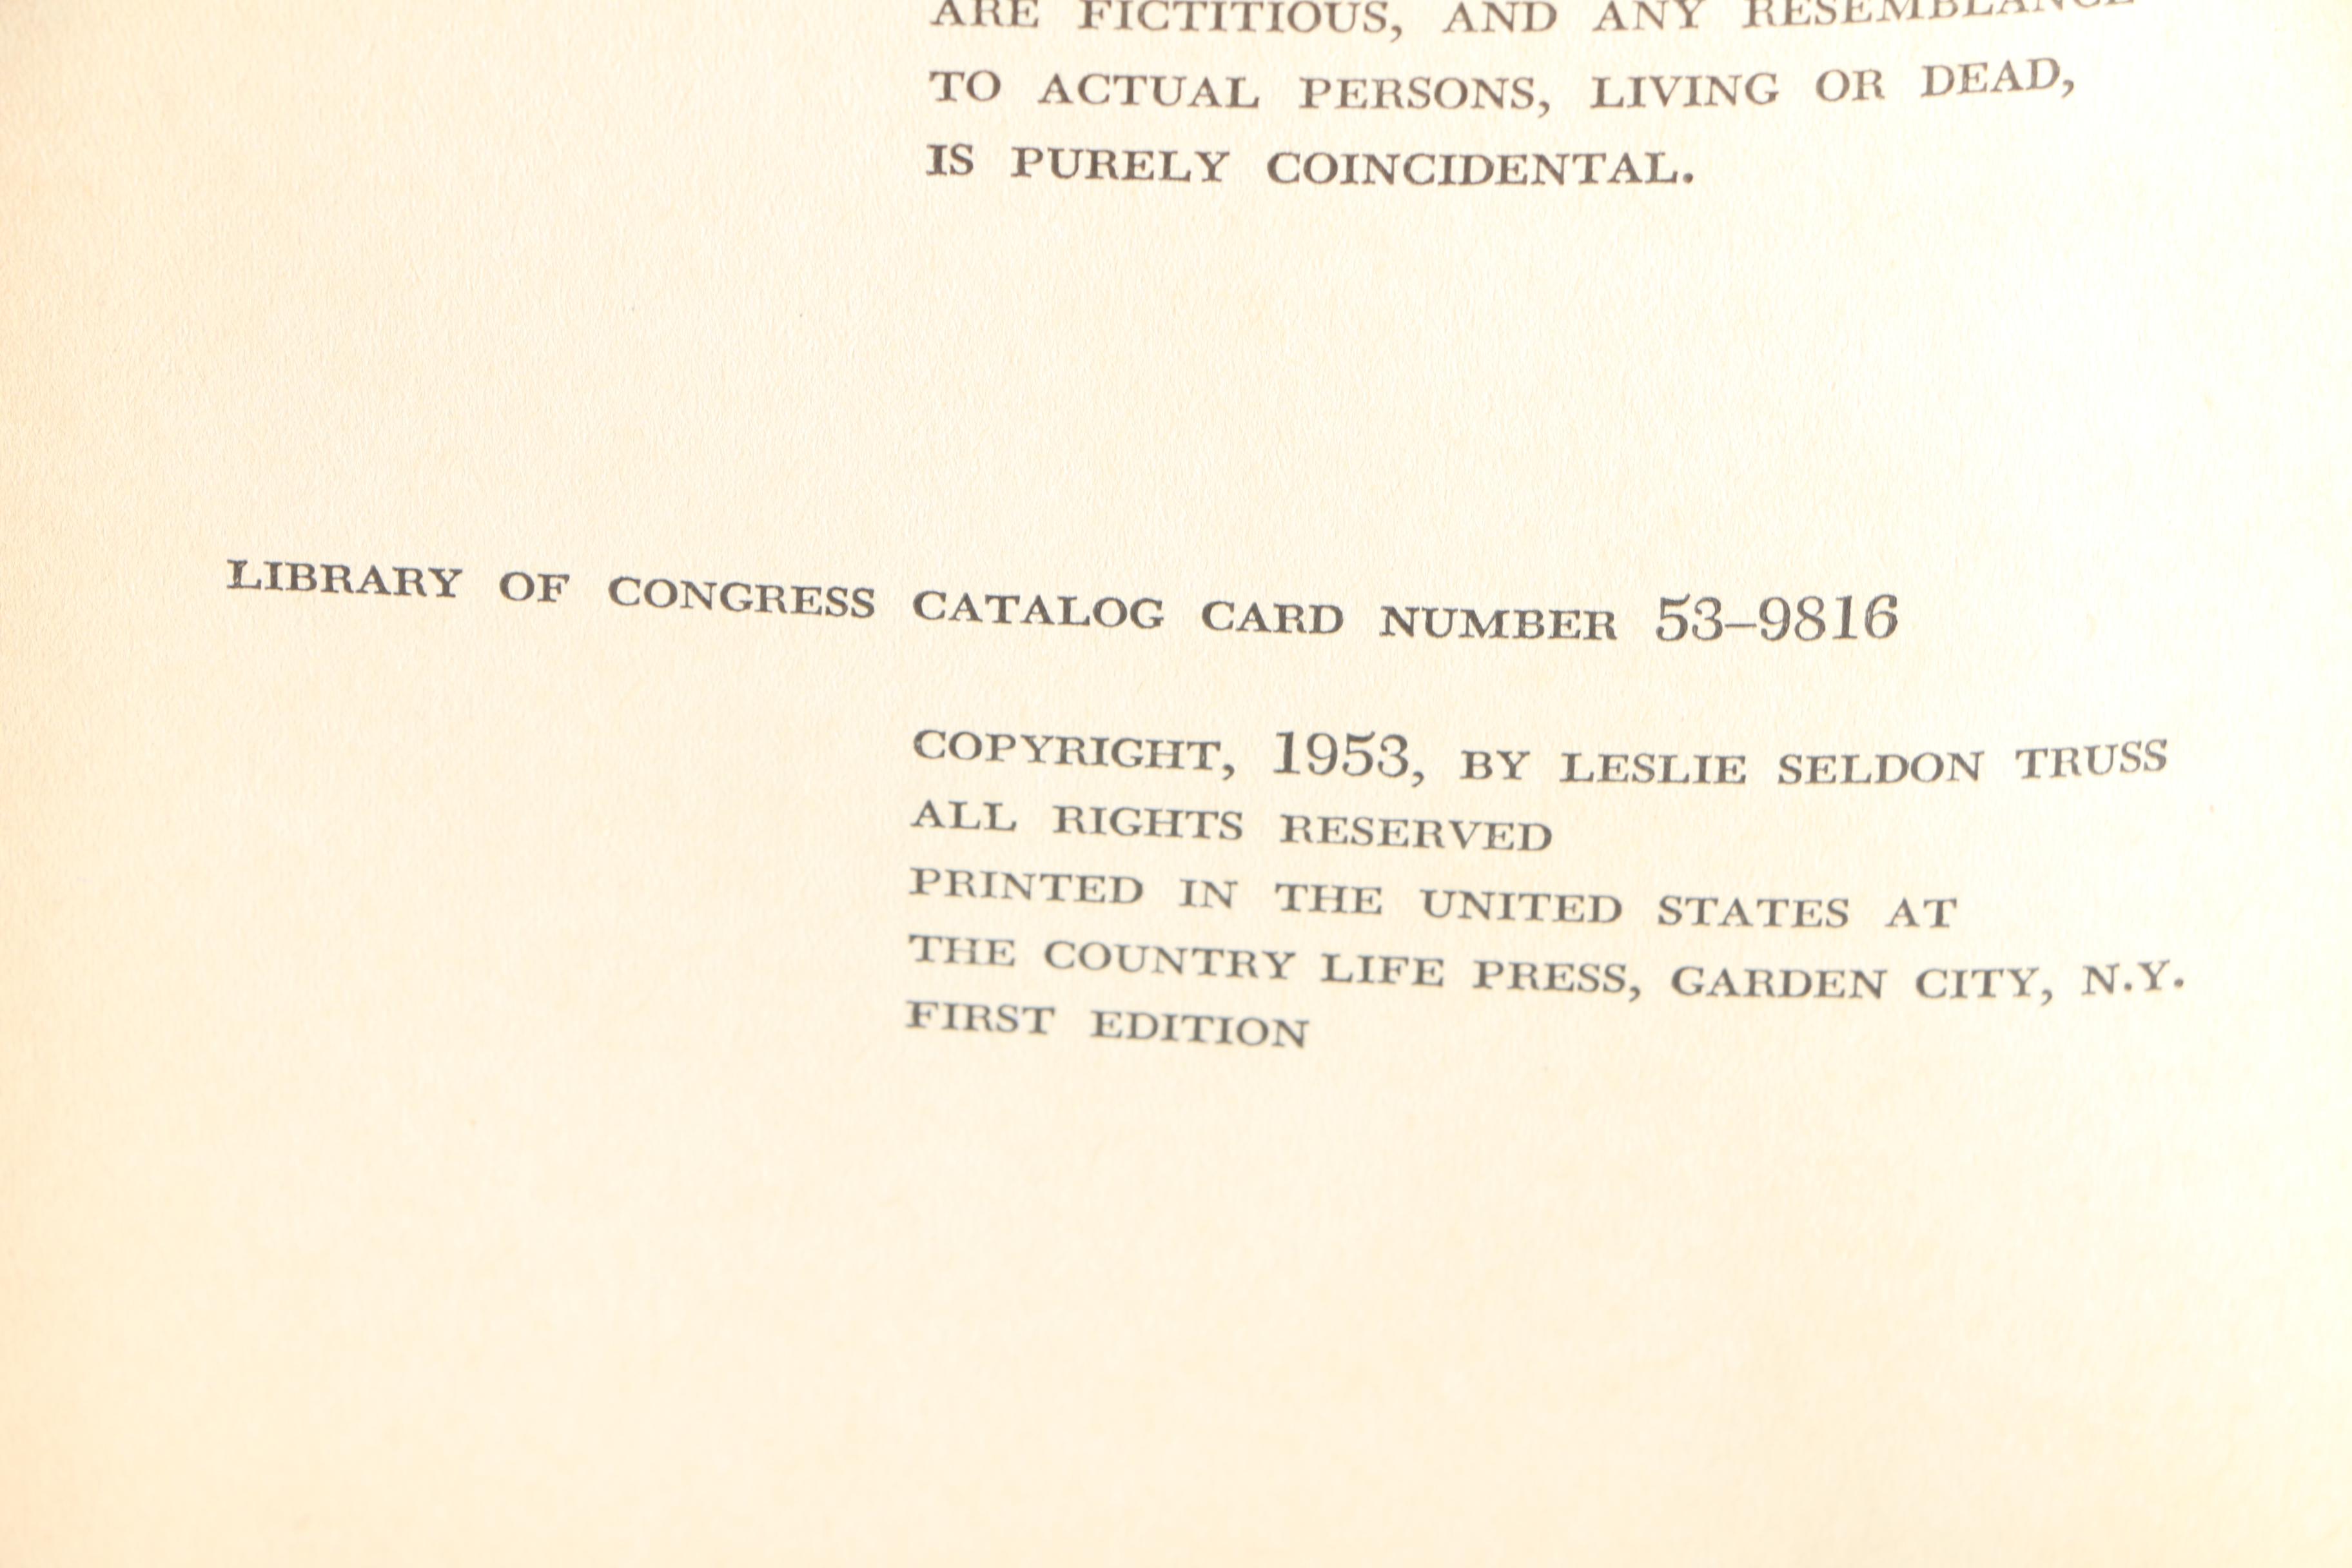 ARE FICTITIOUS, AND ANY RESEMBLANCE
TO ACTUAL PERSONS, LIVING OR DEAD,
IS PURELY COINCIDENTAL.
LIBRARY OF CONGRESS CATALOG CARD NUMBER 53–9816
COPYRIGHT, 1953, BY LESLIE SELDON TRUSS
ALL RIGHTS RESERVED
PRINTED IN THE UNITED STATES AT
THE COUNTRY LIFE PRESS, GARDEN CITY, N.Y.
FIRST EDITION